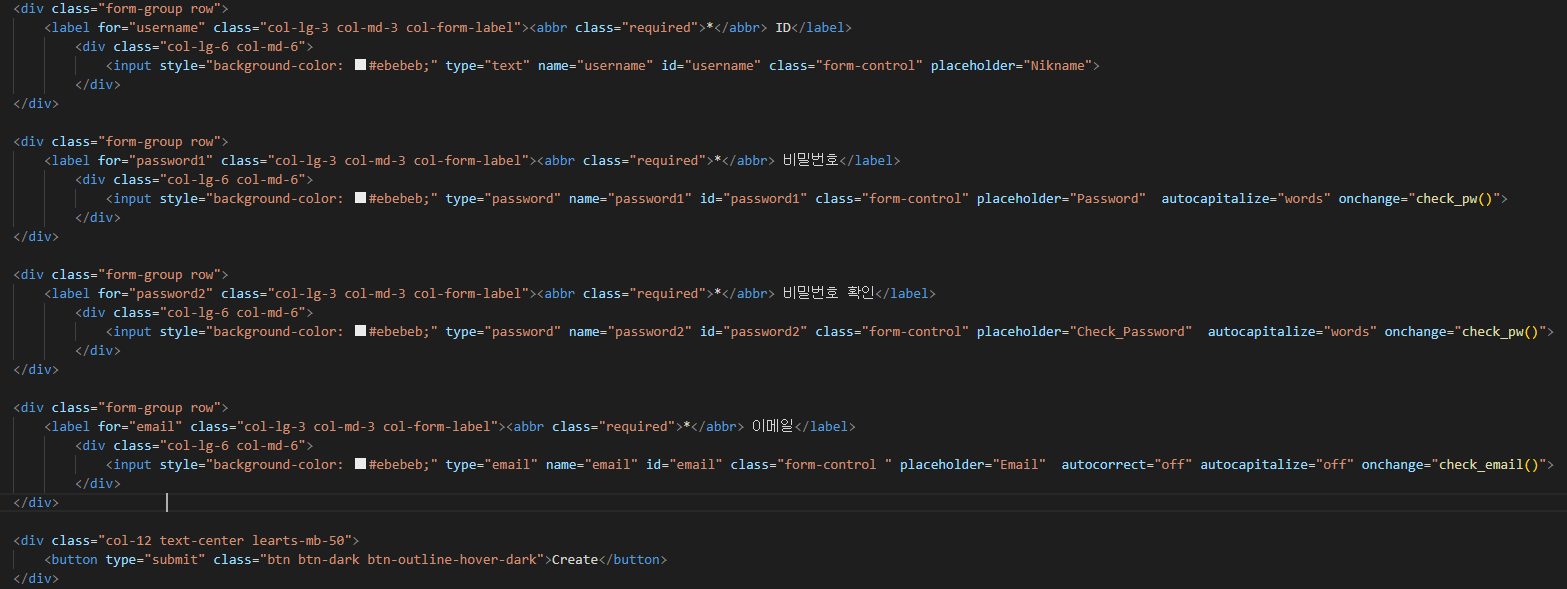 <div class="form-group row">
<label for="username" class="col-lg-3 col-md-3 col-form-label"><abbr class="required">*</abbr> ID</label>
<div class="col-lg-6 col-md-6">
<input style="background-color: #ebebeb;" type="text" name="username" id="username" class="form-control" placeholder="Nikname">
</div>
</div>
<div class="form-group row">
<label for="password1" class="col-lg-3 col-md-3 col-form-label"><abbr class="required">*</abbr> 비밀번호</label>
<div class="col-lg-6 col-md-6">
<input style="background-color: #ebebeb;" type="password" name="password1" id="password1" class="form-control" placeholder="Password"  autocapitalize="words" onchange="check_pw()">
</div>
</div>
<div class="form-group row">
<label for="password2" class="col-lg-3 col-md-3 col-form-label"><abbr class="required">*</abbr> 비밀번호 확인</label>
<div class="col-lg-6 col-md-6">
<input style="background-color: #ebebeb;" type="password" name="password2" id="password2" class="form-control" placeholder="Check_Password"  autocapitalize="words" onchange="check_pw()">
</div>
</div>
<div class="form-group row">
<label for="email" class="col-lg-3 col-md-3 col-form-label"><abbr class="required">*</abbr> 이메일</label>
<div class="col-lg-6 col-md-6">
<input style="background-color: #ebebeb;" type="email" name="email" id="email" class="form-control " placeholder="Email"  autocorrect="off" autocapitalize="off" onchange="check_email()">
</div>
</div>
<div class="col-12 text-center learts-mb-50">
<button type="submit" class="btn btn-dark btn-outline-hover-dark">Create</button>
</div>